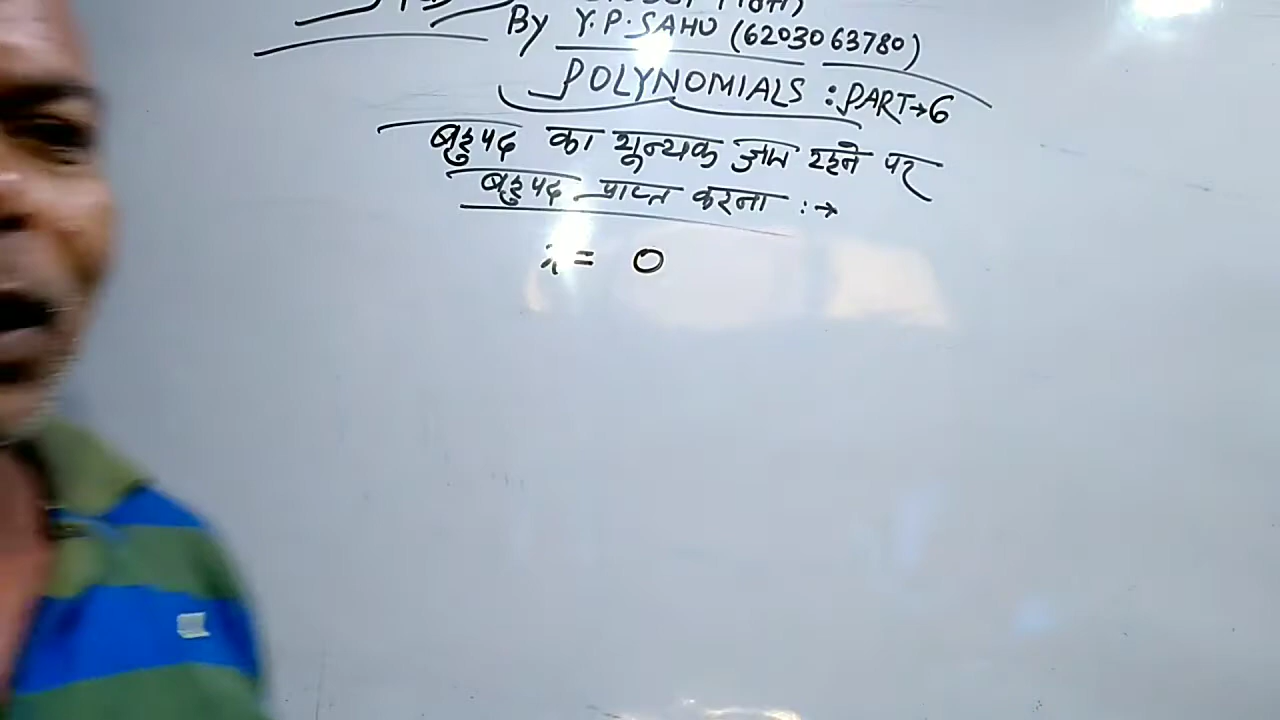 By Y.P.SAHU (6203063780)
POLYNOMIALS : PART→6
बहुपद का शून्यक ज्ञात रहने पर
बहुपद प्राप्त करना :→
x = 0